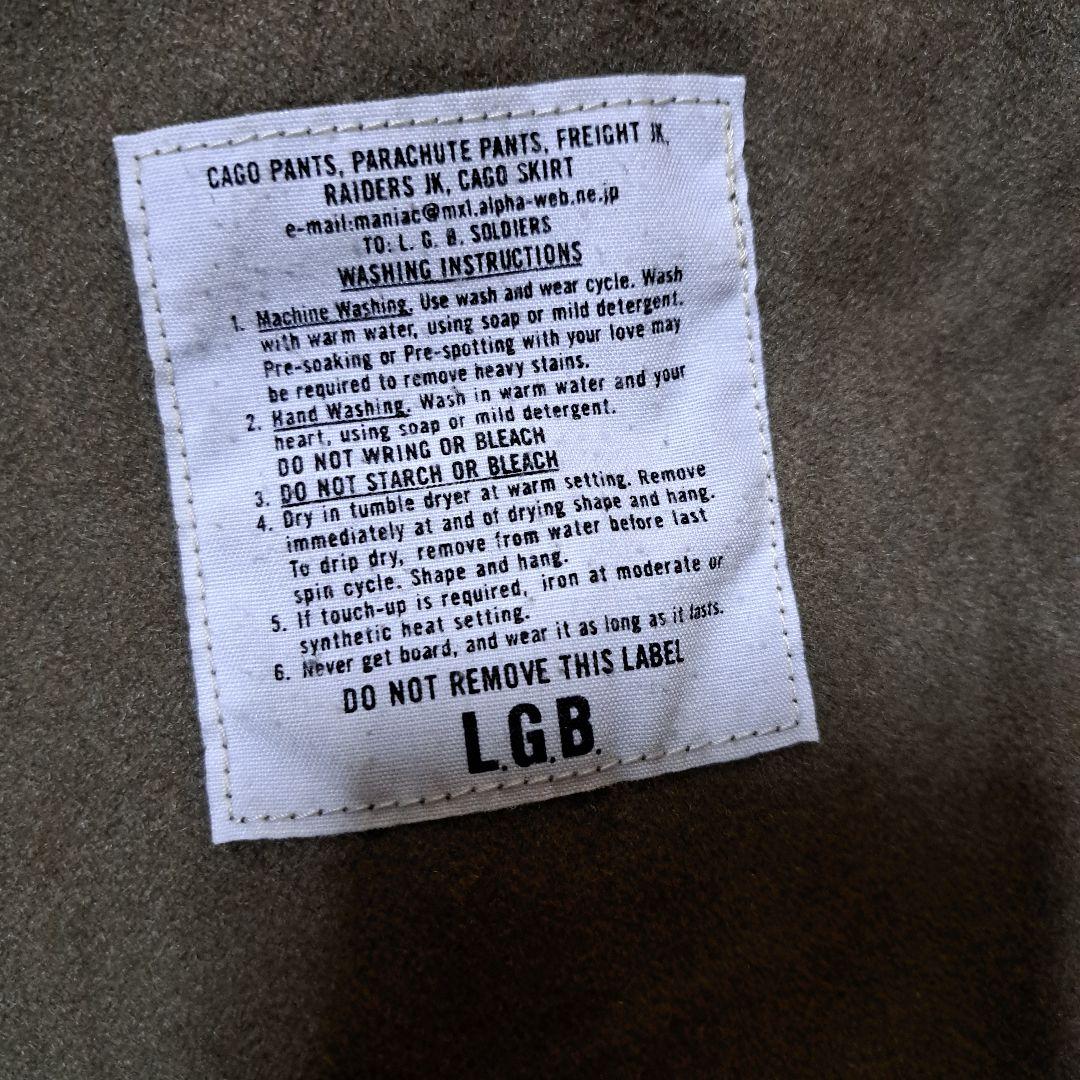 CAGO PANTS, PARACHUTE PANTS, FREIGHT JK,
RAIDERS JK, CAGO SKIRT
e-mail:maniac@mx1.alpha-web.ne.jp
TO: L. G. B. SOLDIERS
WASHING INSTRUCTIONS
1. Machine Washing. Use wash and wear cycle. Wash
with warm water, using soap or mild detergent.
Pre-soaking or Pre-spotting with your love may
be required to remove heavy stains.
2. Hand Washing. Wash in warm water and your
heart, using soap or mild detergent.
DO NOT WRING OR BLEACH
3. DO NOT STARCH OR BLEACH
4. Dry in tumble dryer at warm setting. Remove
immediately at and of drying shape and hang.
To drip dry, remove from water before last
spin cycle. Shape and hang.
5. If touch-up is required, iron at moderate or
synthetic heat setting.
6. Never get board, and wear it as long as it lasts.
DO NOT REMOVE THIS LABEL
L.G.B.